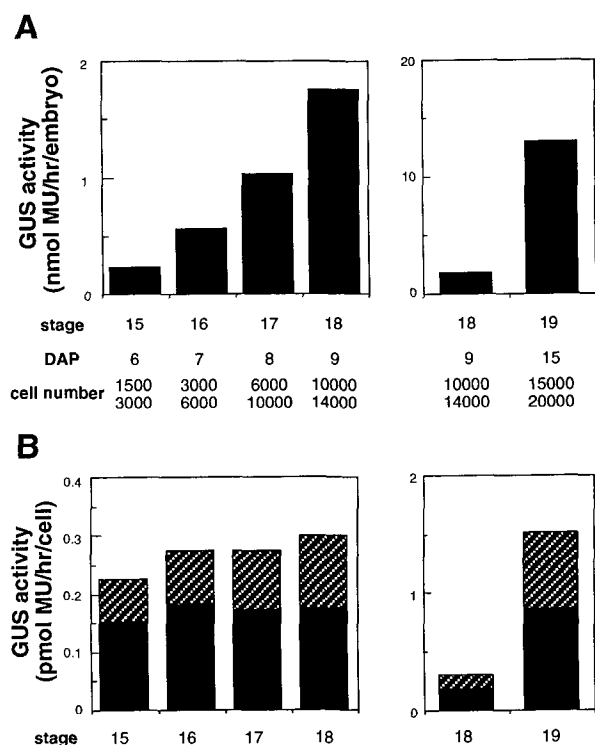 A
GUS activity
(nmol MU/hr/embryo)
2
1
0
20
10
0
stage 15 16 17 18 18 19
DAP 6 7 8 9 9 15
cell number 1500 3000 6000 10000 10000 15000
3000 6000 10000 14000 14000 20000
B
GUS activity
(pmol MU/hr/cell)
0.4
0.3
0.2
0.1
0
2
1
0
stage 15 16 17 18 18 19